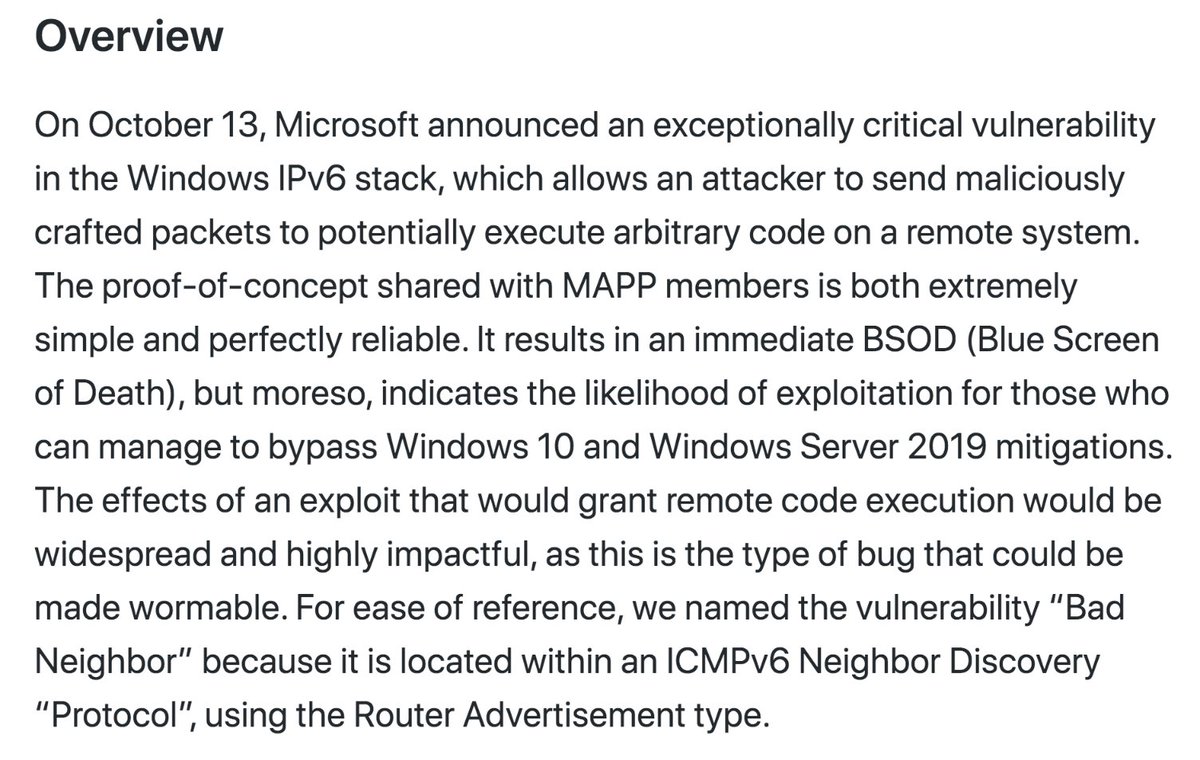 Overview
On October 13, Microsoft announced an exceptionally critical vulnerability
in the Windows IPv6 stack, which allows an attacker to send maliciously
crafted packets to potentially execute arbitrary code on a remote system.
The proof-of-concept shared with MAPP members is both extremely
simple and perfectly reliable. It results in an immediate BSOD (Blue Screen
of Death), but moreso, indicates the likelihood of exploitation for those who
can manage to bypass Windows 10 and Windows Server 2019 mitigations.
The effects of an exploit that would grant remote code execution would be
widespread and highly impactful, as this is the type of bug that could be
made wormable. For ease of reference, we named the vulnerability “Bad
Neighbor” because it is located within an ICMPv6 Neighbor Discovery
“Protocol”, using the Router Advertisement type.